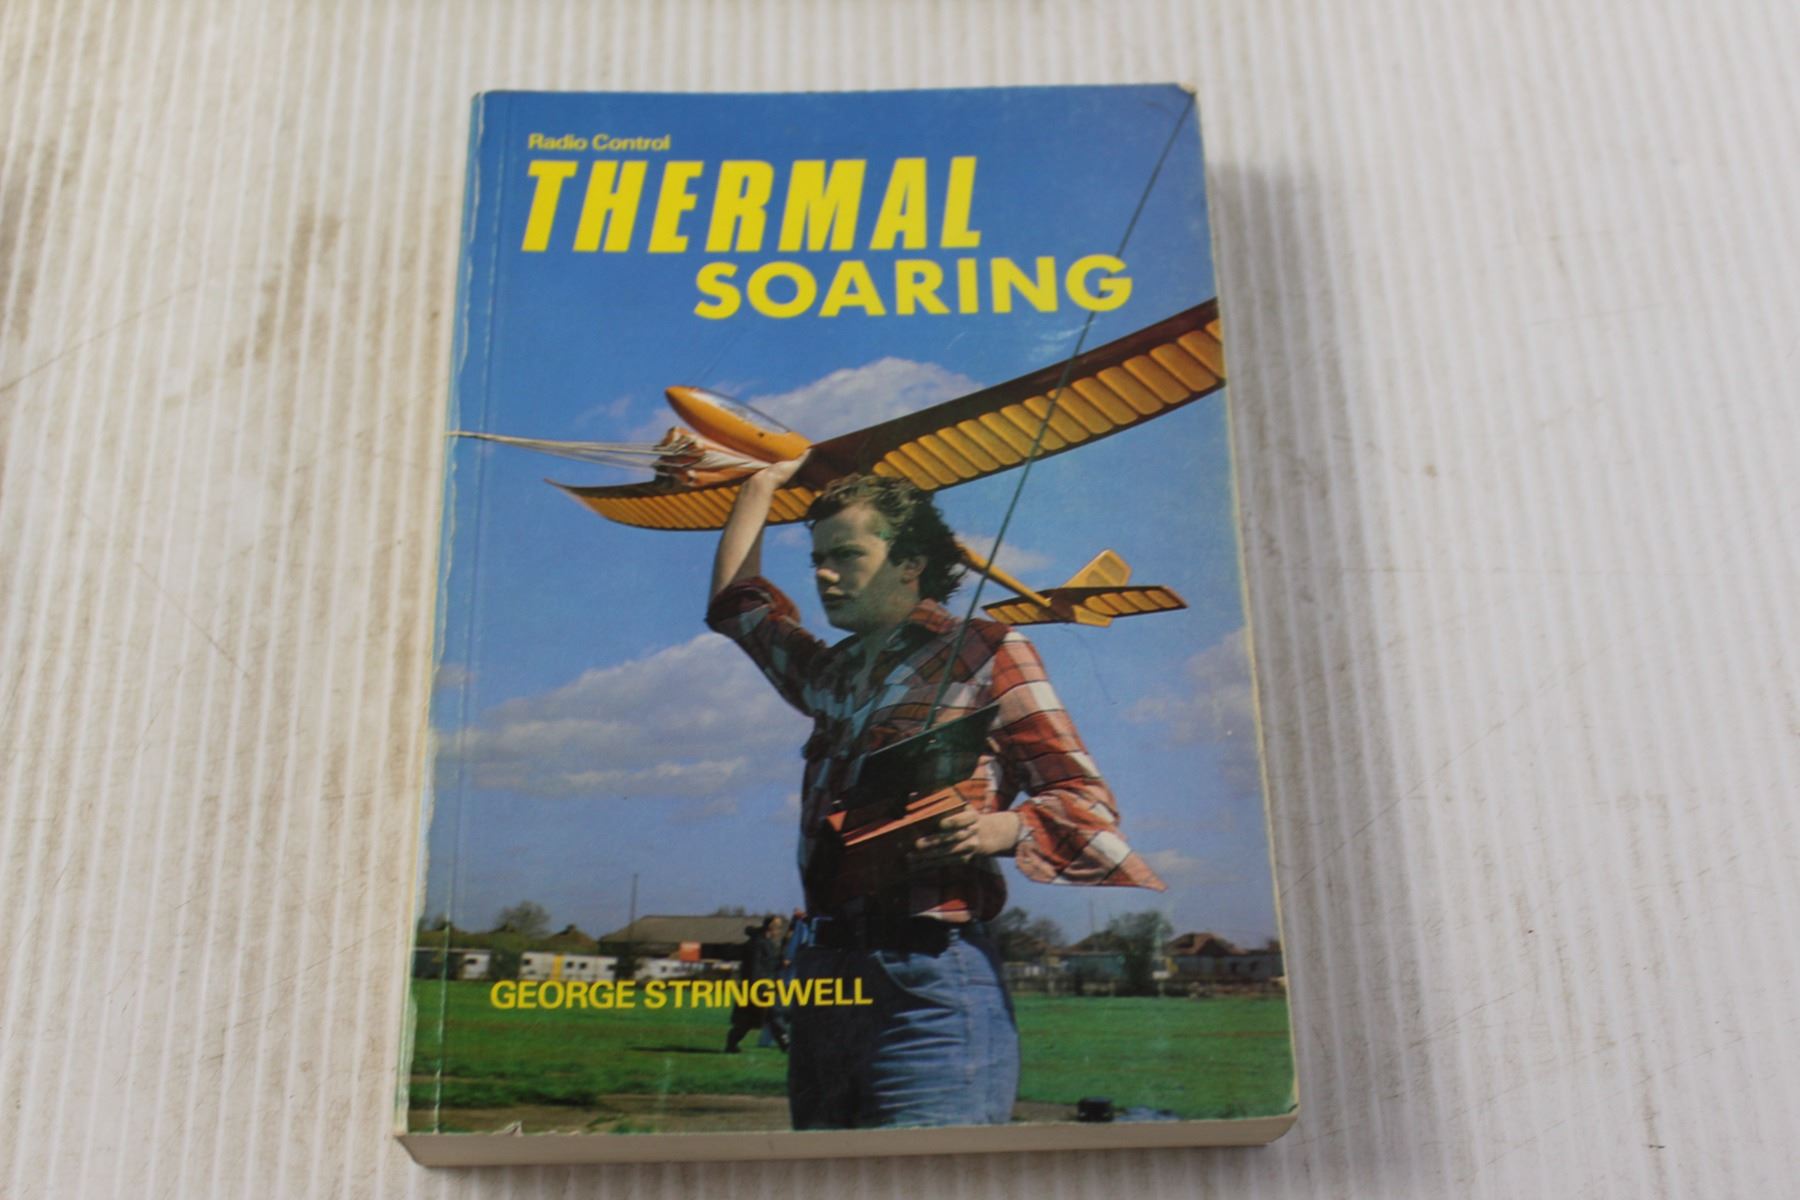 Radio Control
THERMAL
SOARING
GEORGE STRINGWELL